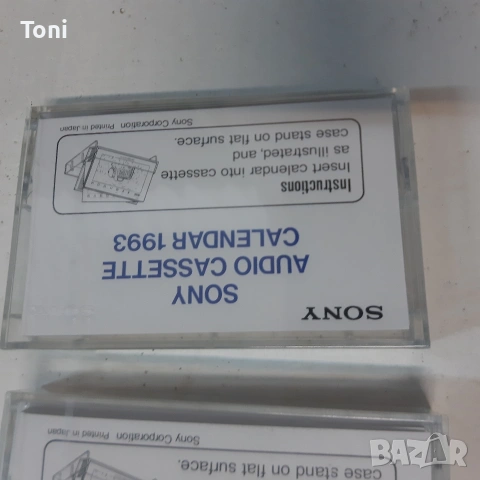 Toni
SONY
SONY
AUDIO CASSETTE
CALENDAR 1993
Instructions
Insert calendar into cassette
as illustrated, and
case stand on flat surface.
Sony Corporation Printed in Japan
case stand on flat surface.
Sony Corporation Printed in Japan
BAZAR